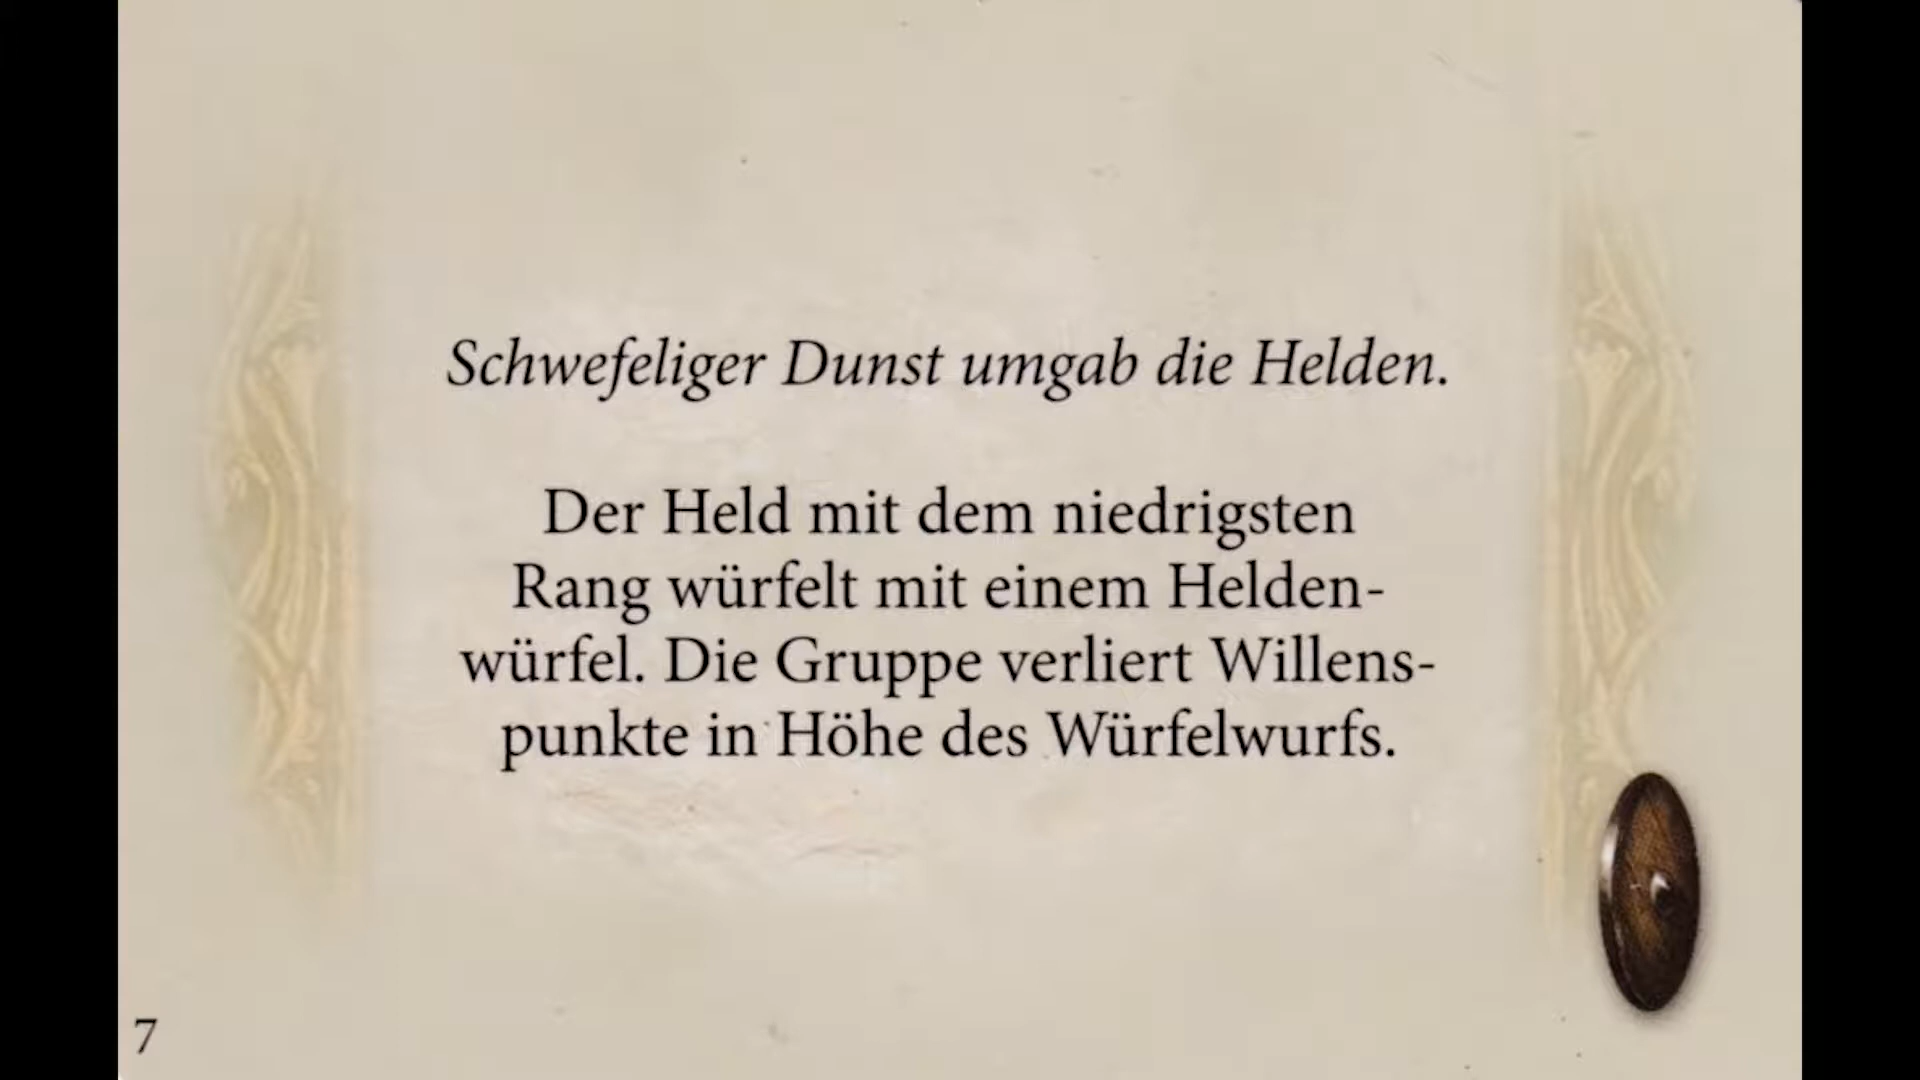 Schwefeliger Dunst umgab die Helden.
Der Held mit dem niedrigsten
Rang würfelt mit einem Helden-
würfel. Die Gruppe verliert Willens-
punkte in Höhe des Würfelwurfs.
7